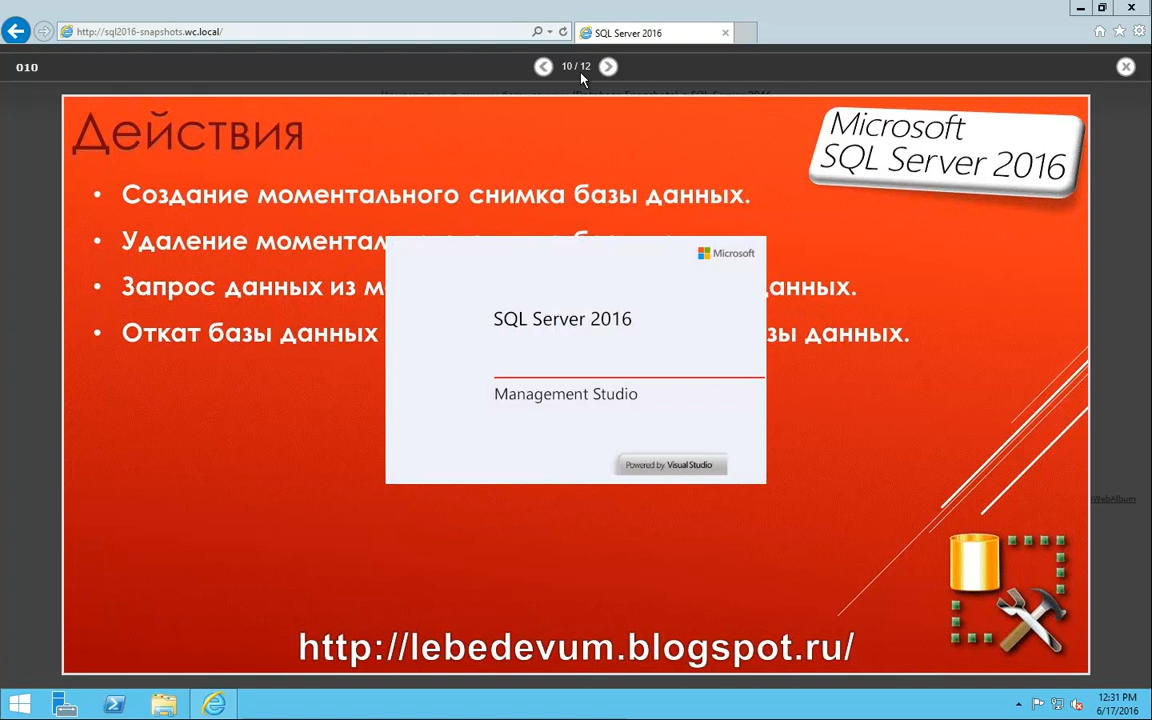 http://sql2016-snapshots.wc.local/
SQL Server 2016
010
10 / 12
Действия
Microsoft
SQL Server 2016
• Создание моментального снимка базы данных.
• Удаление моментал
• Запрос данных из м
анных.
• Откат базы данных
зы данных.
Microsoft
SQL Server 2016
Management Studio
Powered by Visual Studio
WebAlbum
http://lebedevum.blogspot.ru/
12:31 PM
6/17/2016